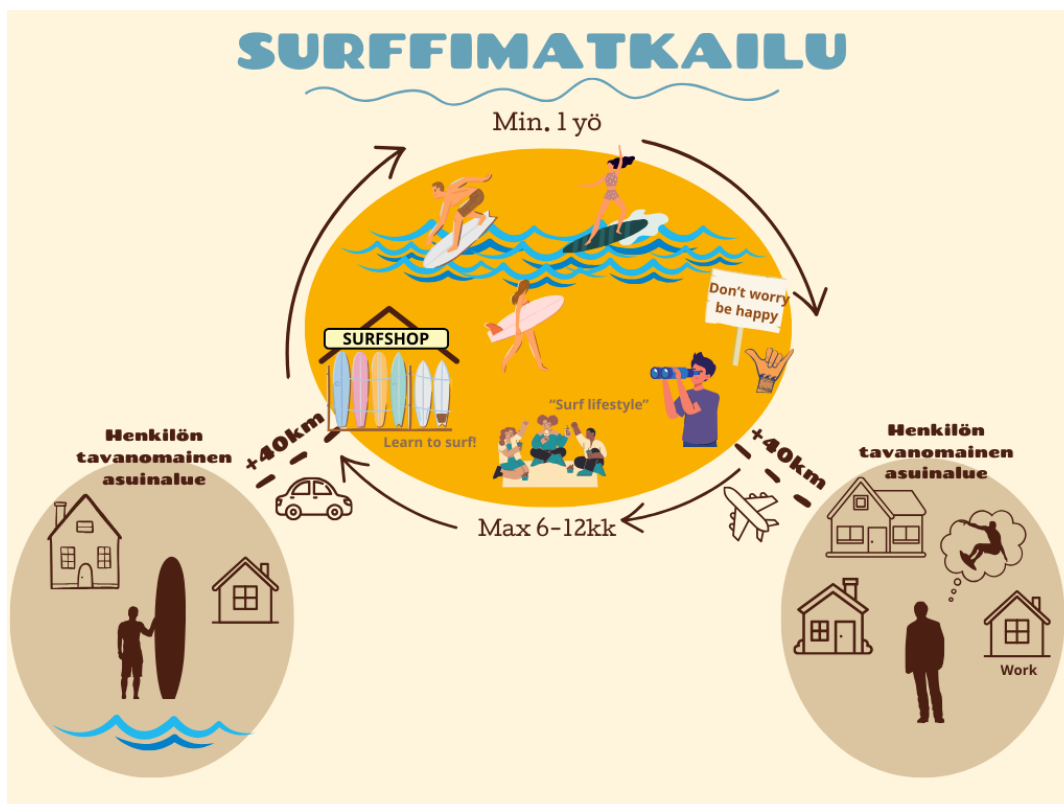 SURFFIMATKAILU
Min. 1 yö
Don't worry
be happy
SURFSHOP
"Surf lifestyle"
Learn to surf!
+40km
+40km
Henkilön
tavanomainen
asuinalue
Henkilön
tavanomainen
asuinalue
Max 6-12kk
Work